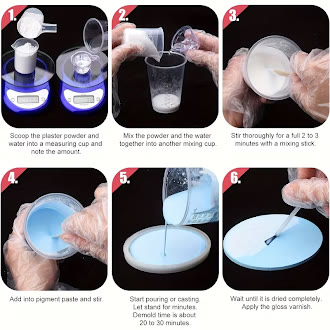 1.
2.
3.
Scoop the plaster powder and
water into a measuring cup and
note the amount.
Mix the powder and the water
together into another mixing cup.
Stir thoroughly for a full 2 to 3
minutes with a mixing stick.
4.
5.
6.
Add into pigment paste and stir.
Start pouring or casting.
Let stand for minutes.
Demold time is about
20 to 30 minutes.
Wait until it is dried completely.
Apply the gloss varnish.